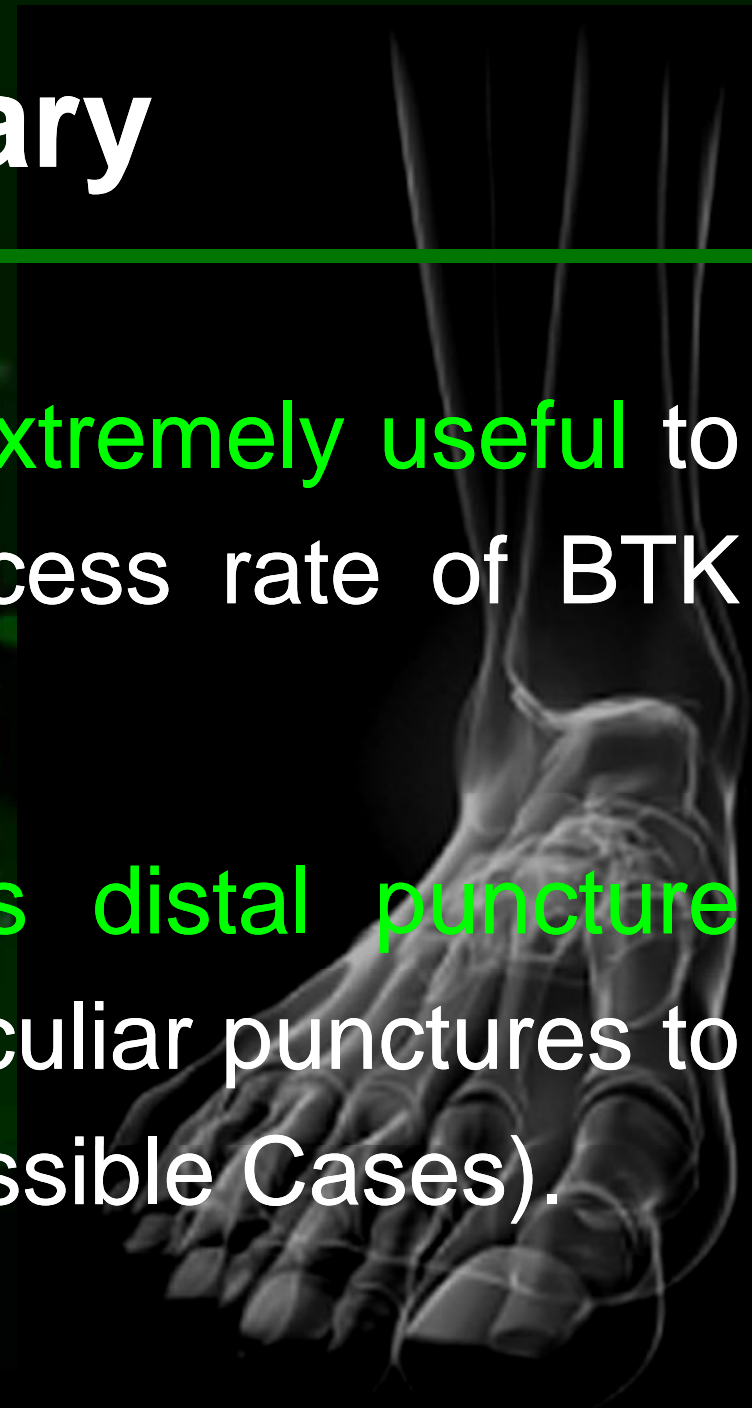 ary
xtremely useful to
cess rate of BTK
s distal puncture
culiar punctures to
ssible Cases).